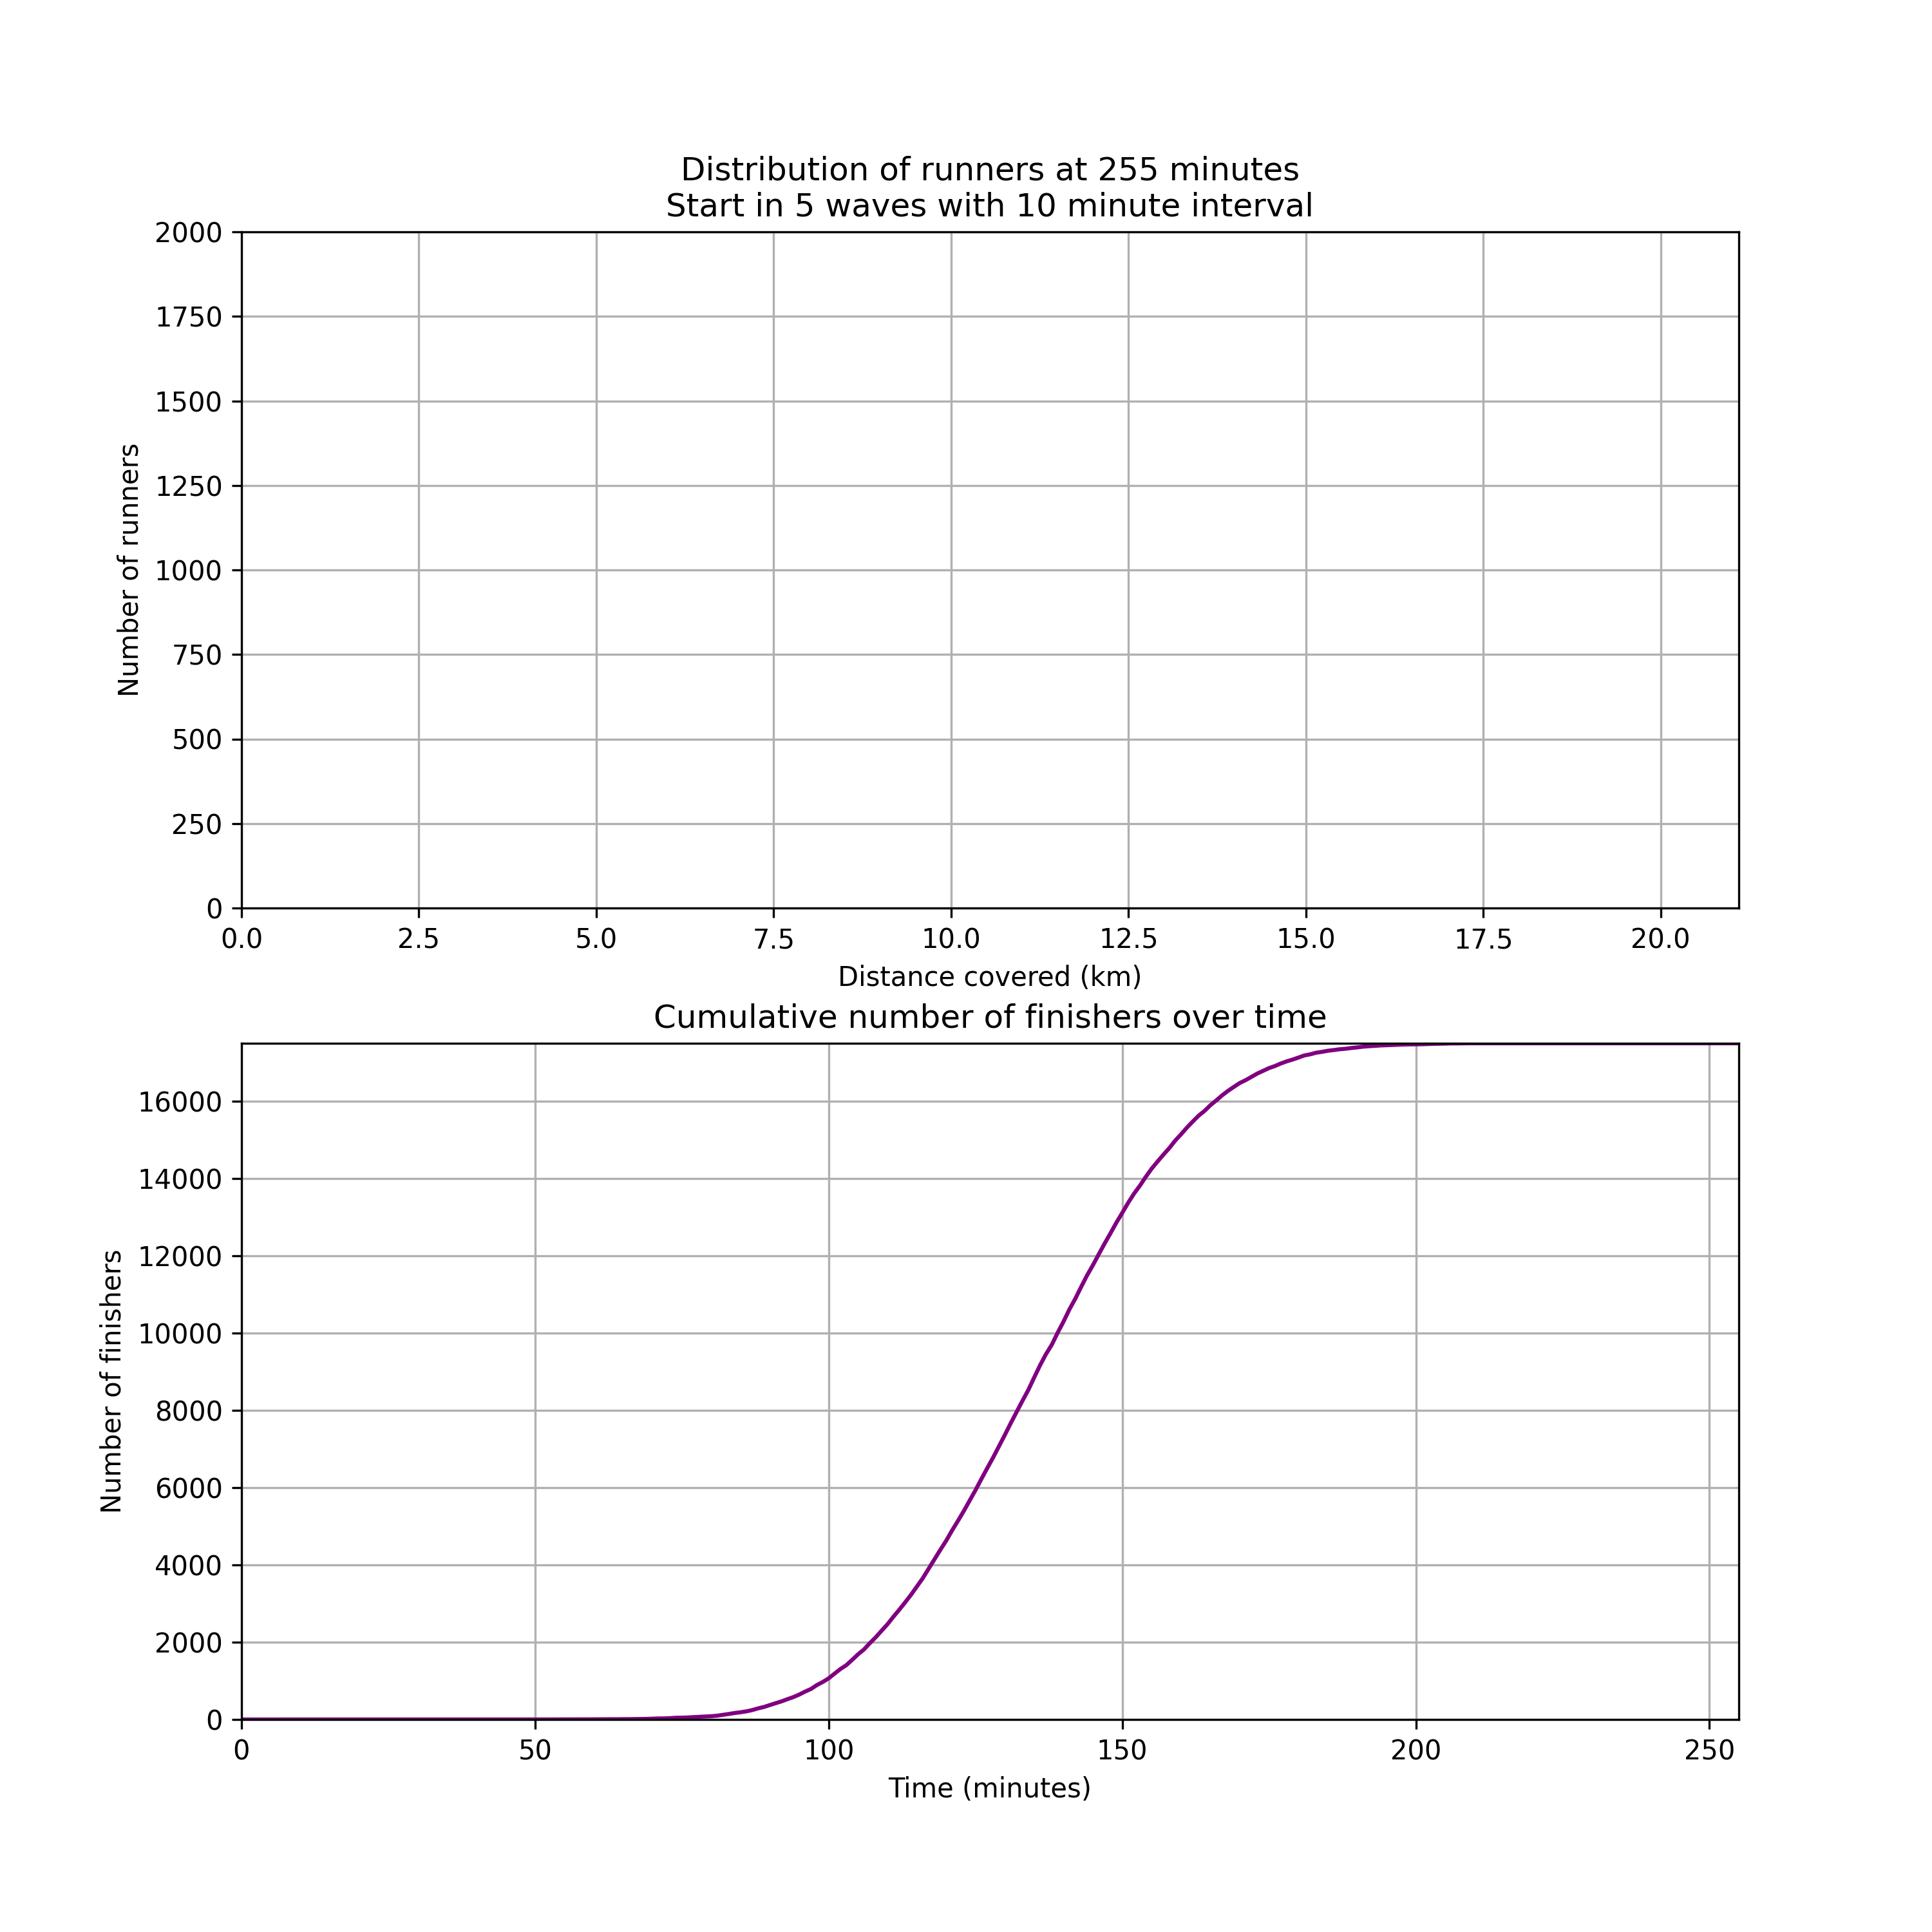 Distribution of runners at 255 minutes
Start in 5 waves with 10 minute interval
2000
1750
1500
1250
1000
750
500
250
0
Number of runners
0.0 2.5 5.0 7.5 10.0 12.5 15.0 17.5 20.0
Distance covered (km)
Cumulative number of finishers over time
16000
14000
12000
10000
8000
6000
4000
2000
0
Number of finishers
0 50 100 150 200 250
Time (minutes)